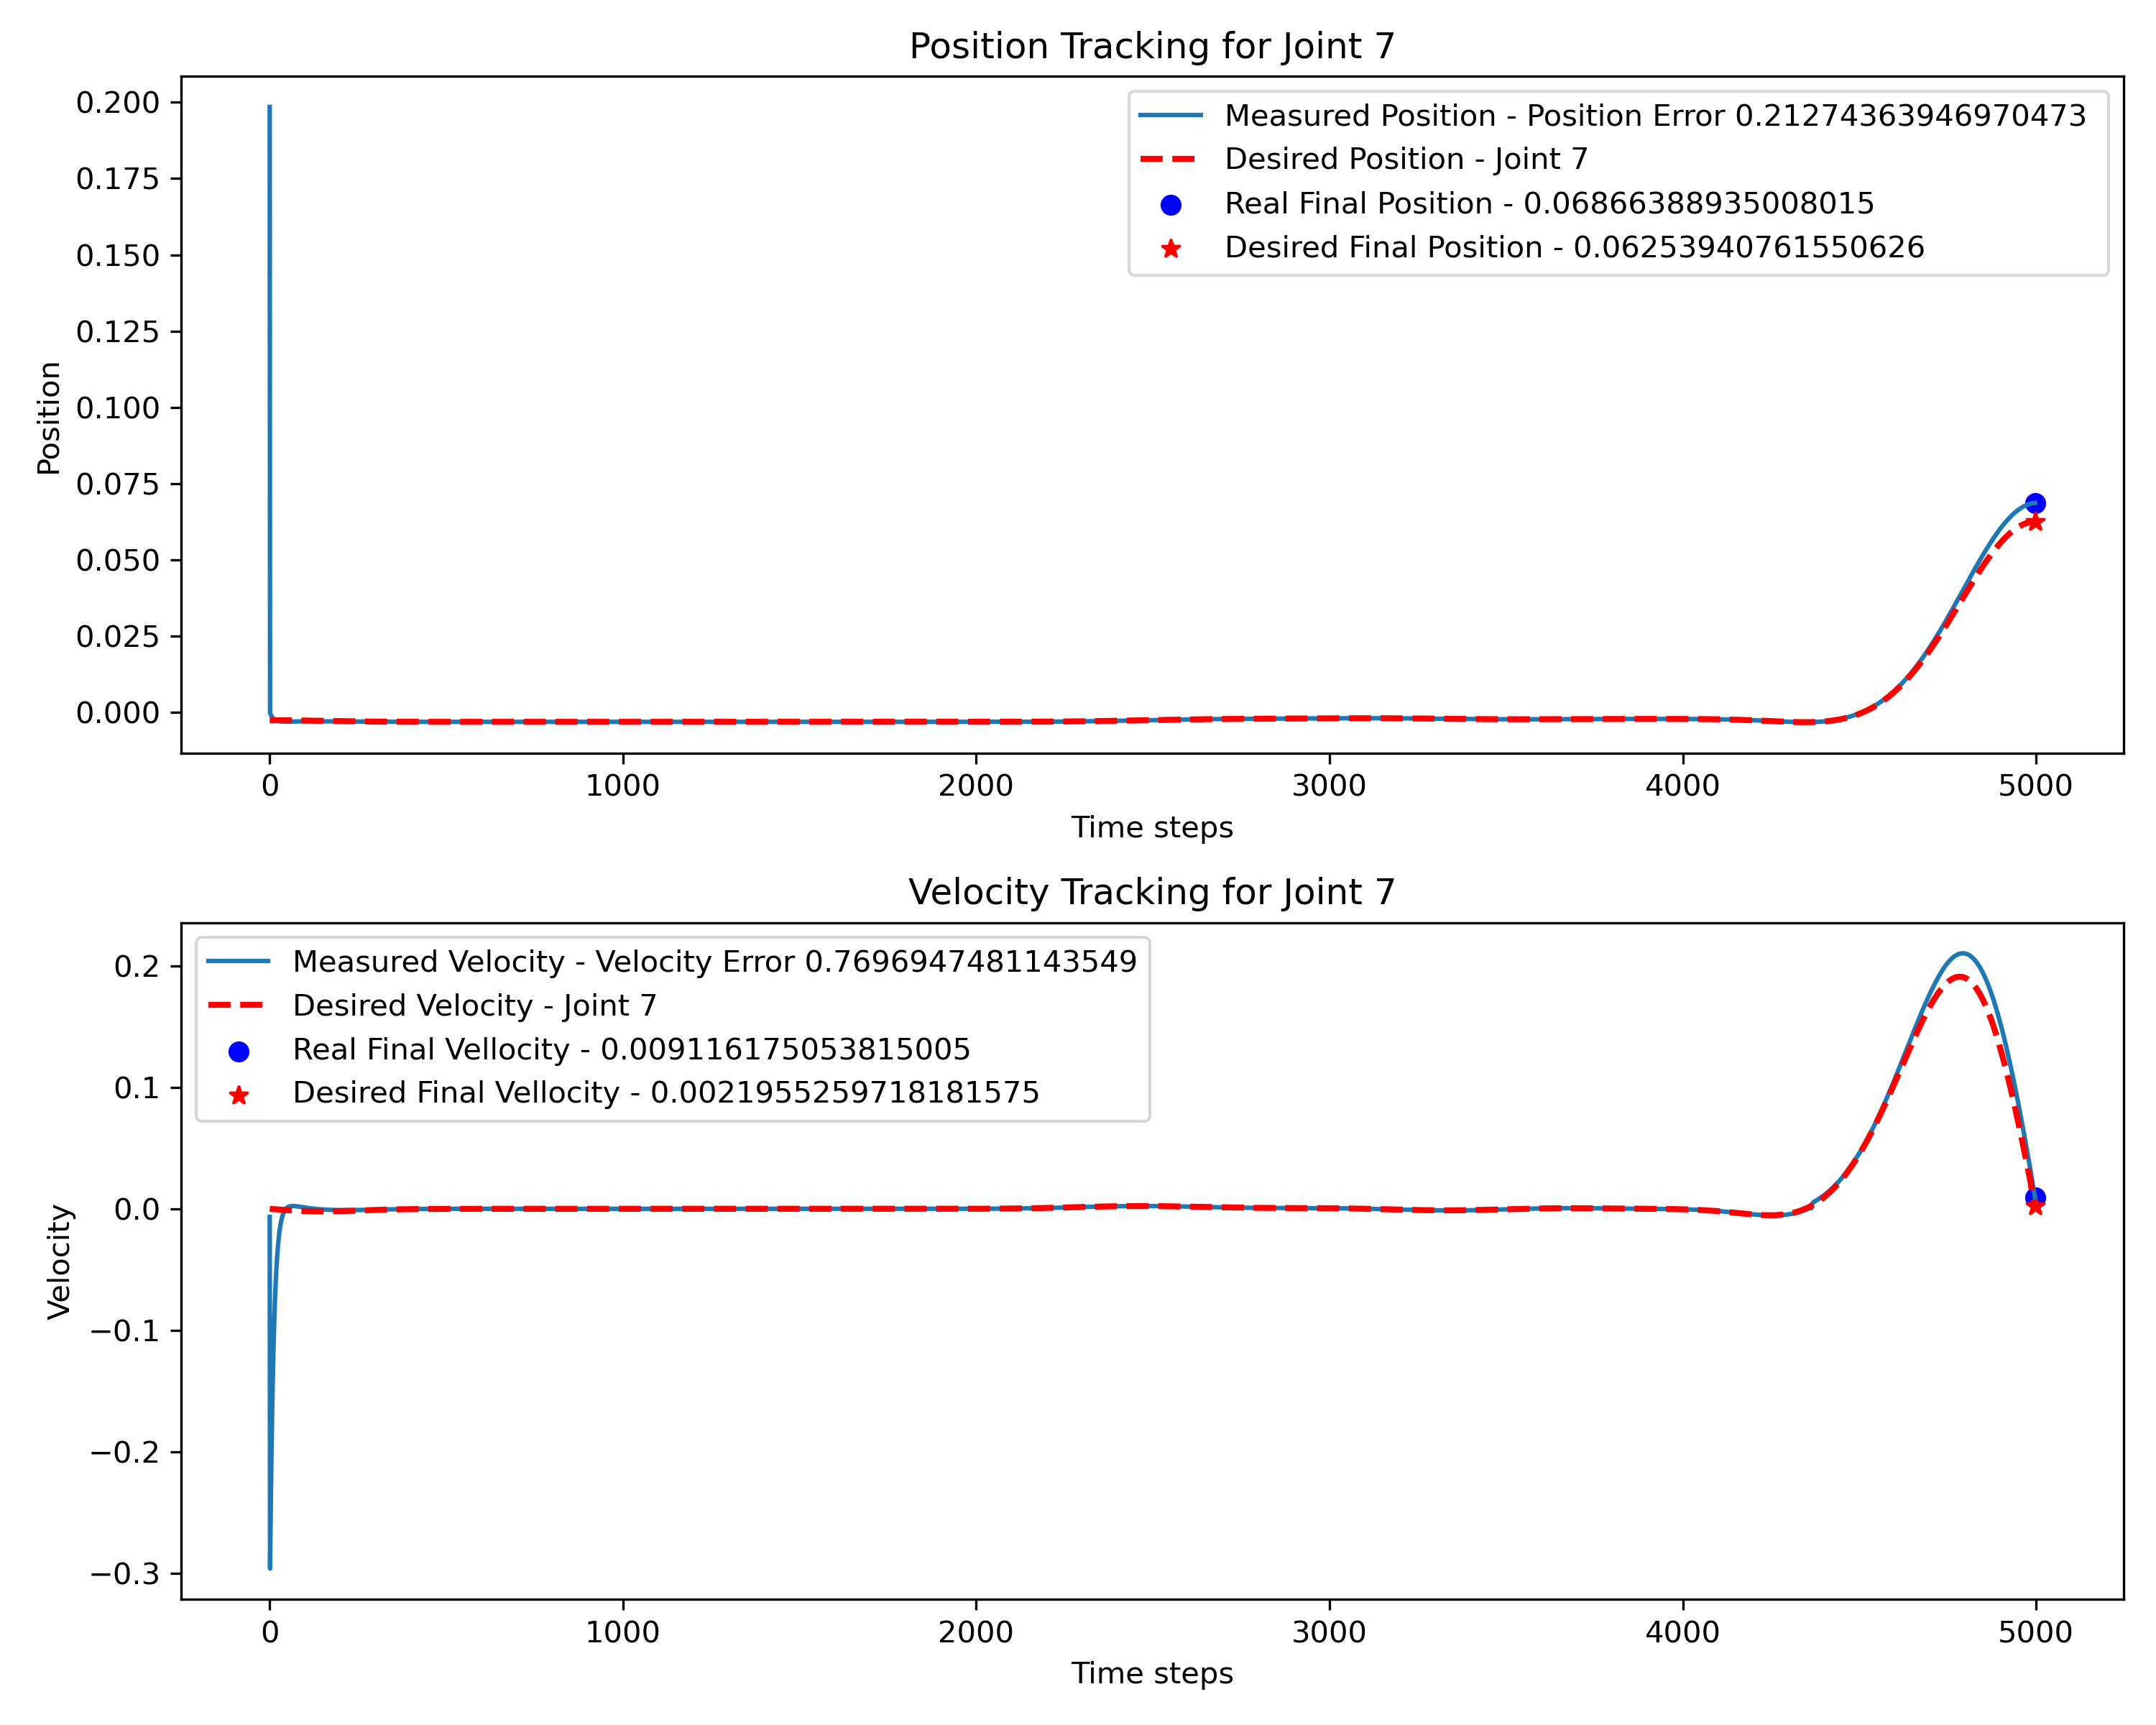 Position Tracking for Joint 7
0.200
0.175
0.150
0.125
0.100
0.075
0.050
0.025
0.000
Position
Measured Position - Position Error 0.21274363946970473
Desired Position - Joint 7
Real Final Position - 0.06866388935008015
Desired Final Position - 0.06253940761550626
0 1000 2000 3000 4000 5000
Time steps
Velocity Tracking for Joint 7
0.2
0.1
0.0
−0.1
−0.2
−0.3
Velocity
Measured Velocity - Velocity Error 0.7696947481143549
Desired Velocity - Joint 7
Real Final Vellocity - 0.009116175053815005
Desired Final Vellocity - 0.0021955259718181575
0 1000 2000 3000 4000 5000
Time steps